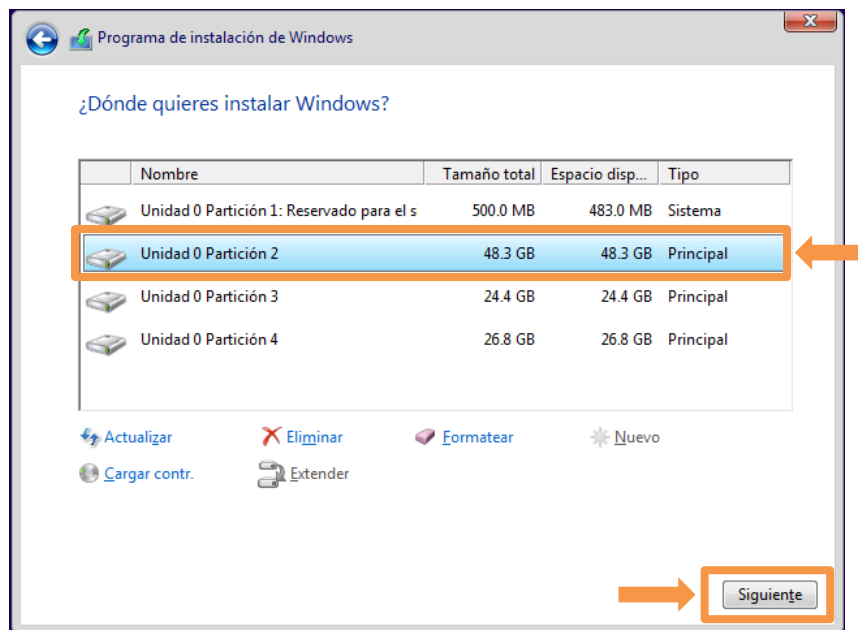 Programa de instalación de Windows
¿Dónde quieres instalar Windows?
Nombre Tamaño total Espacio disp... Tipo
Unidad 0 Partición 1: Reservado para el s 500.0 MB 483.0 MB Sistema
Unidad 0 Partición 2 48.3 GB 48.3 GB Principal
Unidad 0 Partición 3 24.4 GB 24.4 GB Principal
Unidad 0 Partición 4 26.8 GB 26.8 GB Principal
Actualizar Eliminar Formatear Nuevo
Cargar contr. Extender
Siguiente